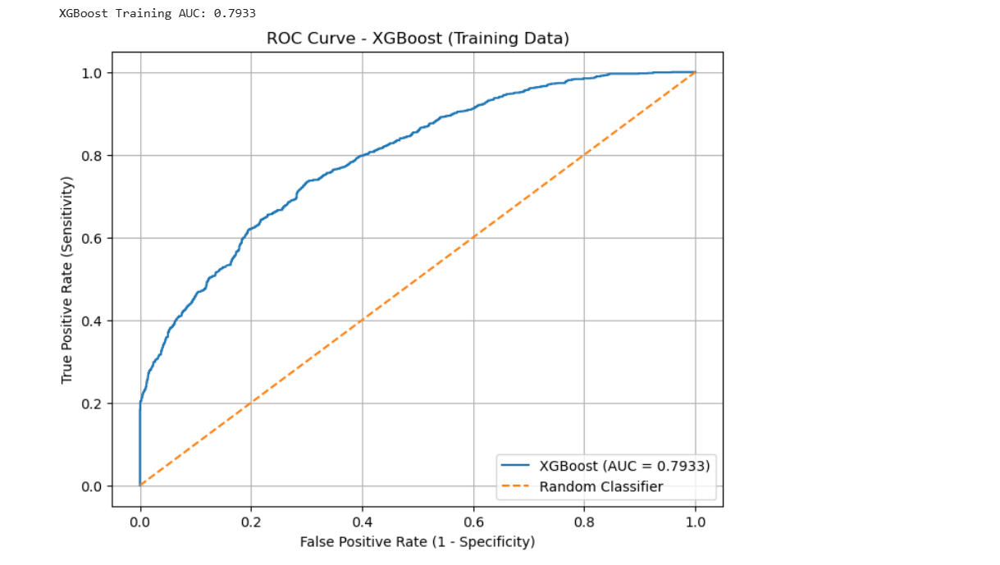 XGBoost Training AUC: 0.7933
ROC Curve - XGBoost (Training Data)
True Positive Rate (Sensitivity)
1.0
0.8
0.6
0.4
0.2
0.0
XGBoost (AUC = 0.7933)
Random Classifier
0.0 0.2 0.4 0.6 0.8 1.0
False Positive Rate (1 - Specificity)